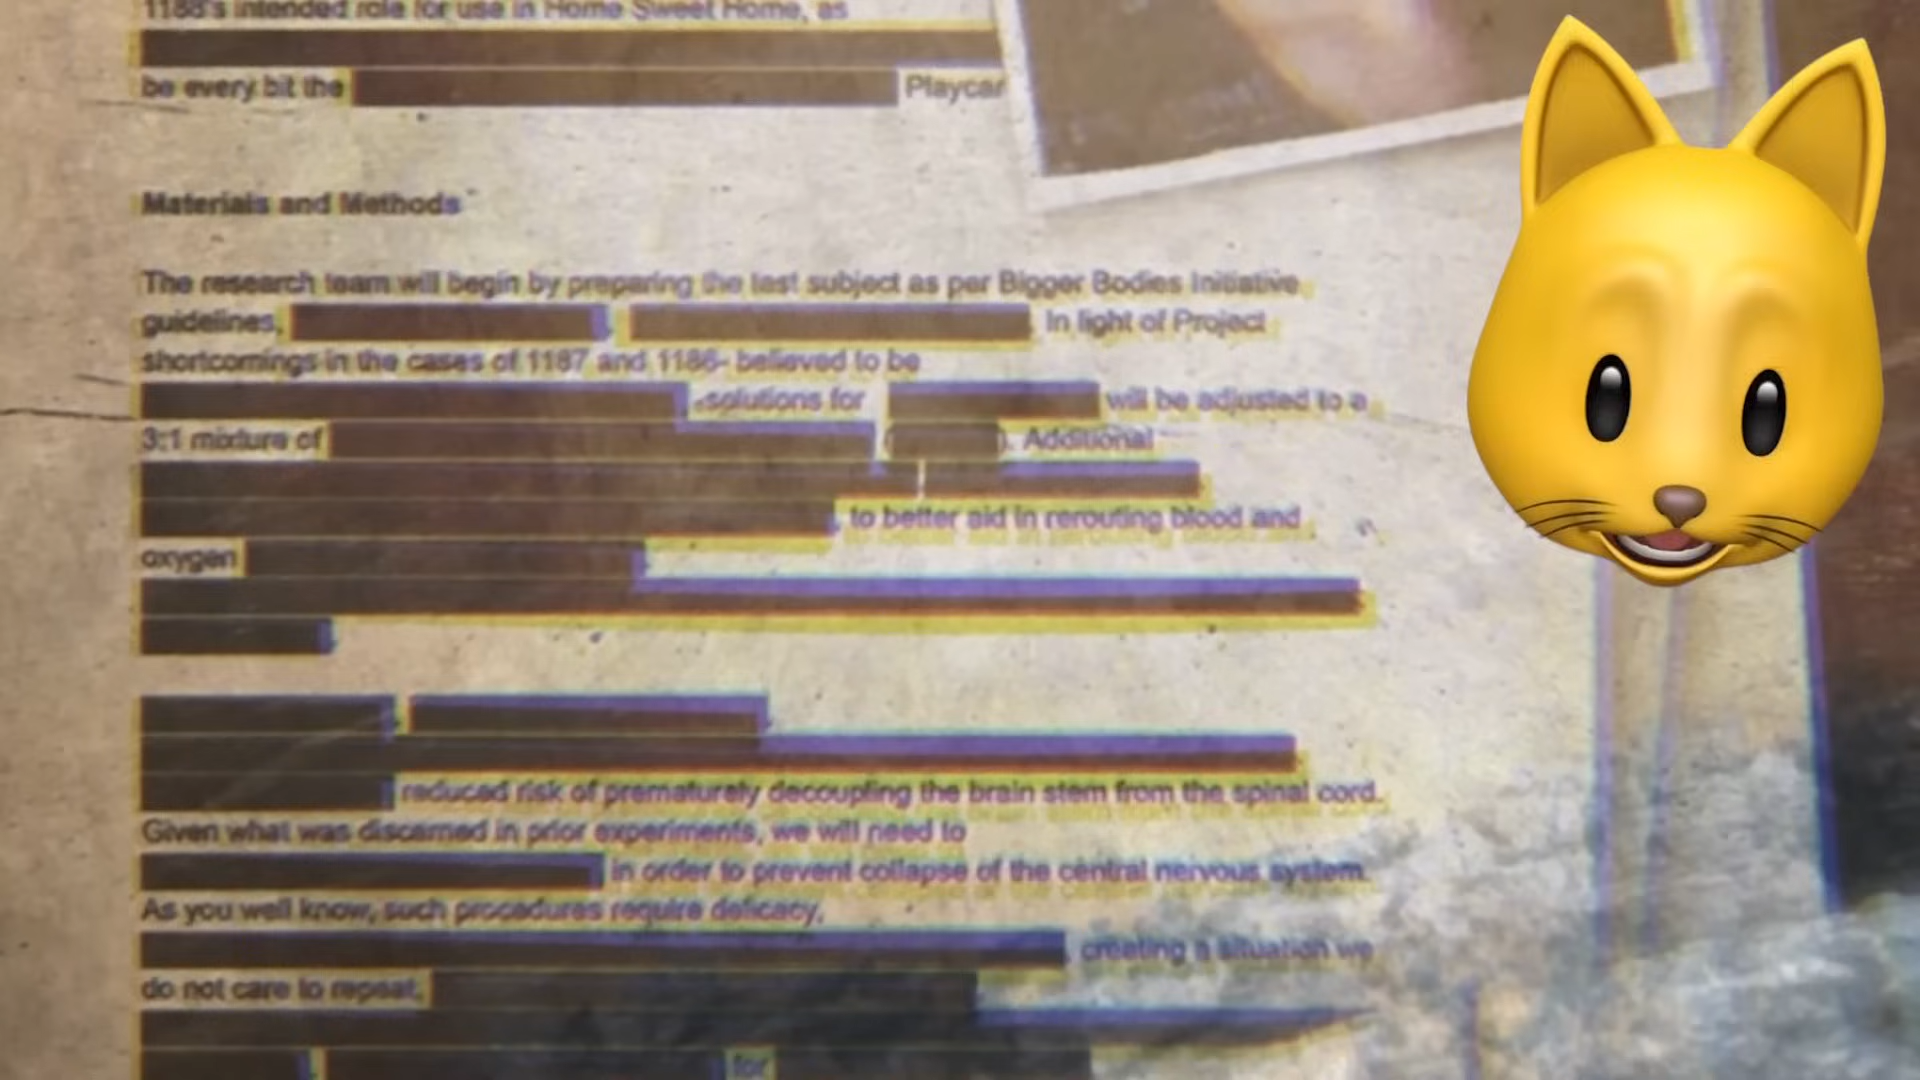 1188's intended role for use in Home Sweet Home, as
be every bit the Playcar
Materials and Methods
The research team will begin by preparing the test subject as per Bigger Bodies Initiative
guidelines, , . In light of Project
shortcomings in the cases of 1187 and 1186- believed to be
, solutions for will be adjusted to a
3:1 mixture of ( ). Additional
, to better aid in rerouting blood and
oxygen
reduced risk of prematurely decoupling the brain stem from the spinal cord.
Given what was discerned in prior experiments, we will need to
in order to prevent collapse of the central nervous system.
As you well know, such procedures require delicacy,
, creating a situation we
do not care to repeat.
for